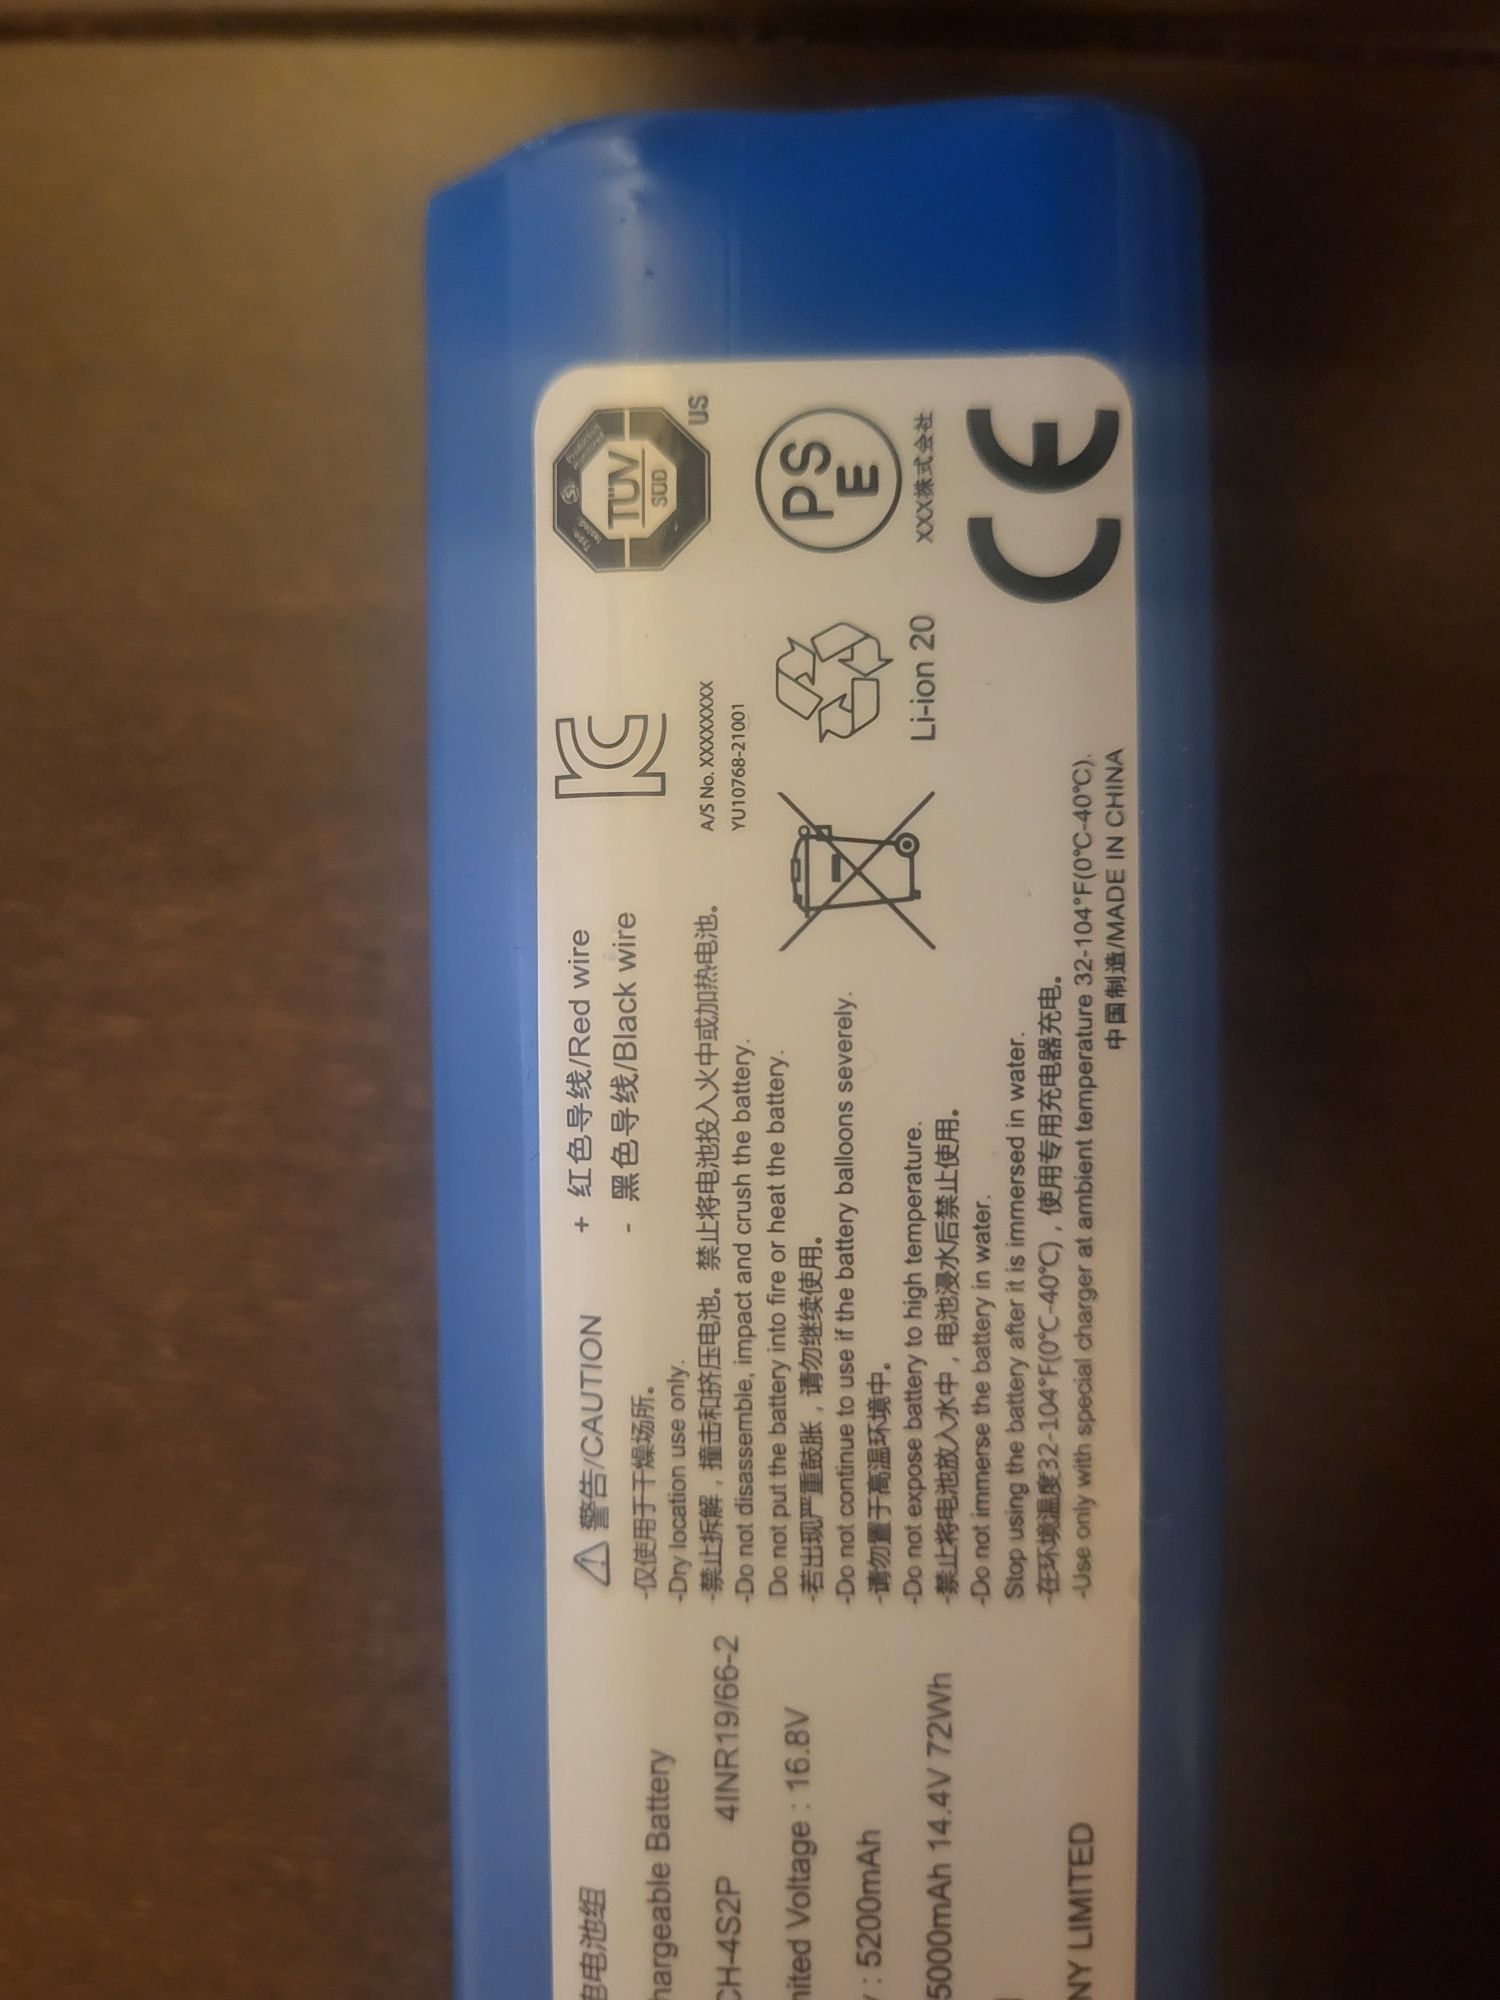 电池组
hargeable Battery
CH-4S2P 4INR19/66-2
ited Voltage : 16.8V
: 5200mAh
5000mAh 14.4V 72Wh
NY LIMITED
警告/CAUTION
+ 红色导线/Red wire
- 黑色导线/Black wire
-仅使用于干燥场所。
-Dry location use only.
-禁止拆解，撞击和挤压电池。禁止将电池投入火中或加热电池。
-Do not disassemble, impact and crush the battery.
Do not put the battery into fire or heat the battery.
-若出现严重鼓胀，请勿继续使用。
-Do not continue to use if the battery balloons severely.
-请勿置于高温环境中。
-Do not expose battery to high temperature.
-禁止将电池放入水中，电池浸水后禁止使用。
-Do not immerse the battery in water.
Stop using the battery after it is immersed in water.
-在环境温度32-104°F(0℃-40℃)，使用专用充电器充电。
-Use only with special charger at ambient temperature 32-104°F(0℃-40℃).
中国制造/MADE IN CHINA
A/S No. XXXXXXXX
YU10768-21001
Li-ion 20
TÜV
SÜD
US
PS
E
XXX株式会社
CE